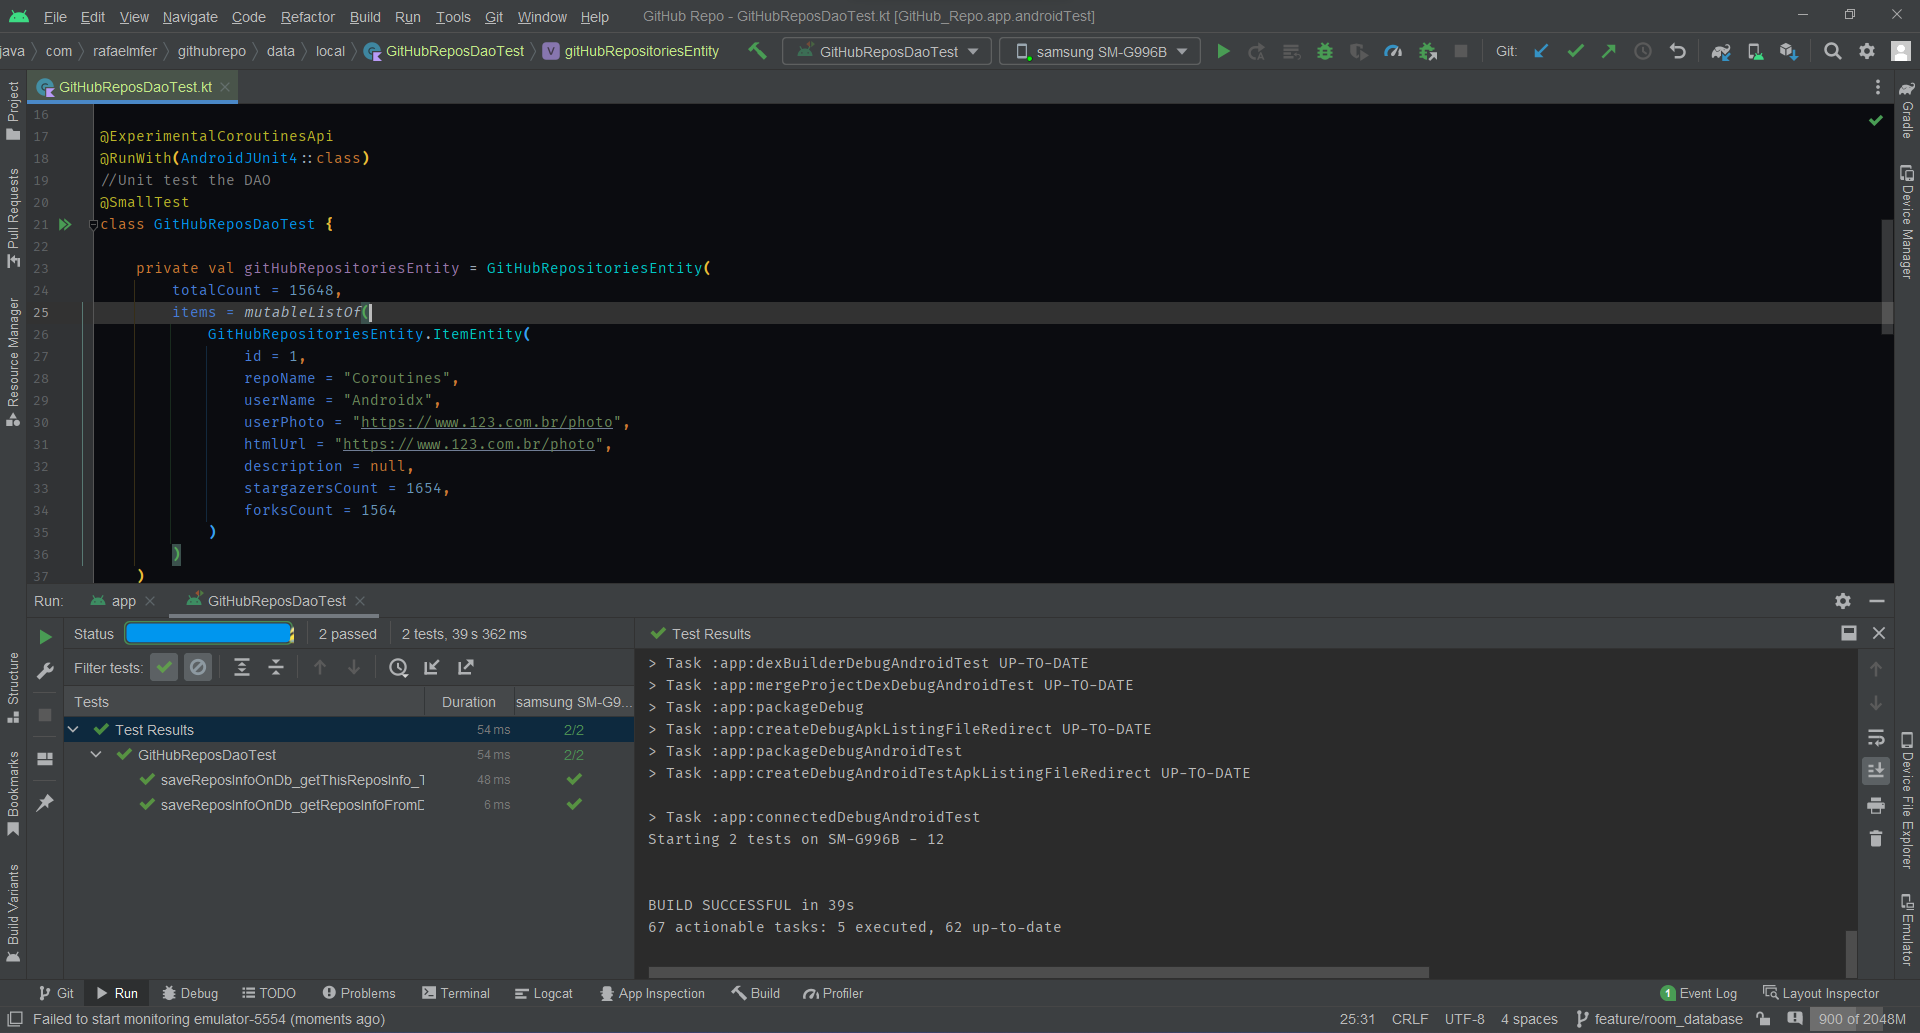 File Edit View Navigate Code Refactor Build Run Tools Git Window Help GitHub Repo - GitHubReposDaoTest.kt [GitHub_Repo.app.androidTest]
java com rafaelmfer githubrepo data local GitHubReposDaoTest V gitHubRepositoriesEntity GitHubReposDaoTest samsung SM-G996B Git:
GitHubReposDaoTest.kt
Project
Pull Requests
Resource Manager
Structure
Bookmarks
Build Variants
16
17 @ExperimentalCoroutinesApi
18 @RunWith(AndroidJUnit4::class)
19 //Unit test the DAO
20 @SmallTest
21 class GitHubReposDaoTest {
22
23 private val gitHubRepositoriesEntity = GitHubRepositoriesEntity(
24 totalCount = 15648,
25 items = mutableListOf(
26 GitHubRepositoriesEntity.ItemEntity(
27 id = 1,
28 repoName = "Coroutines",
29 userName = "Androidx",
30 userPhoto = "https://www.123.com.br/photo",
31 htmlUrl = "https://www.123.com.br/photo",
32 description = null,
33 stargazersCount = 1654,
34 forksCount = 1564
35 )
36 )
37 )
Gradle
Device Manager
Device File Explorer
Emulator
Run: app GitHubReposDaoTest
Status 2 passed 2 tests, 39 s 362 ms
Filter tests:
Tests Duration samsung SM-G9...
Test Results 54 ms 2/2
GitHubReposDaoTest 54 ms 2/2
saveReposInfoOnDb_getThisReposInfo_T 48 ms
saveReposInfoOnDb_getReposInfoFromD 6 ms
Test Results
> Task :app:dexBuilderDebugAndroidTest UP-TO-DATE
> Task :app:mergeProjectDexDebugAndroidTest UP-TO-DATE
> Task :app:packageDebug
> Task :app:createDebugApkListingFileRedirect UP-TO-DATE
> Task :app:packageDebugAndroidTest
> Task :app:createDebugAndroidTestApkListingFileRedirect UP-TO-DATE
> Task :app:connectedDebugAndroidTest
Starting 2 tests on SM-G996B - 12
BUILD SUCCESSFUL in 39s
67 actionable tasks: 5 executed, 62 up-to-date
Git Run Debug TODO Problems Terminal Logcat App Inspection Build Profiler 1 Event Log Layout Inspector
Failed to start monitoring emulator-5554 (moments ago) 25:31 CRLF UTF-8 4 spaces feature/room_database 900 of 2048M